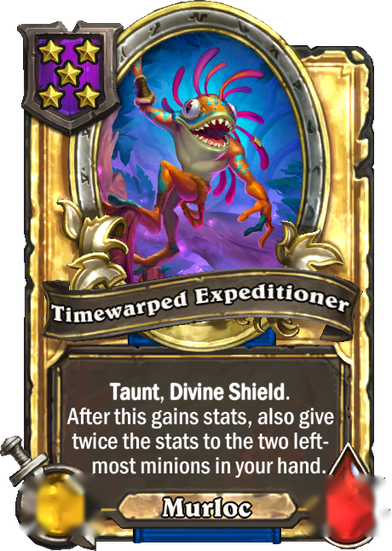 Timewarped Expeditioner
Taunt, Divine Shield.
After this gains stats, also give
twice the stats to the two left-
most minions in your hand.
Murloc